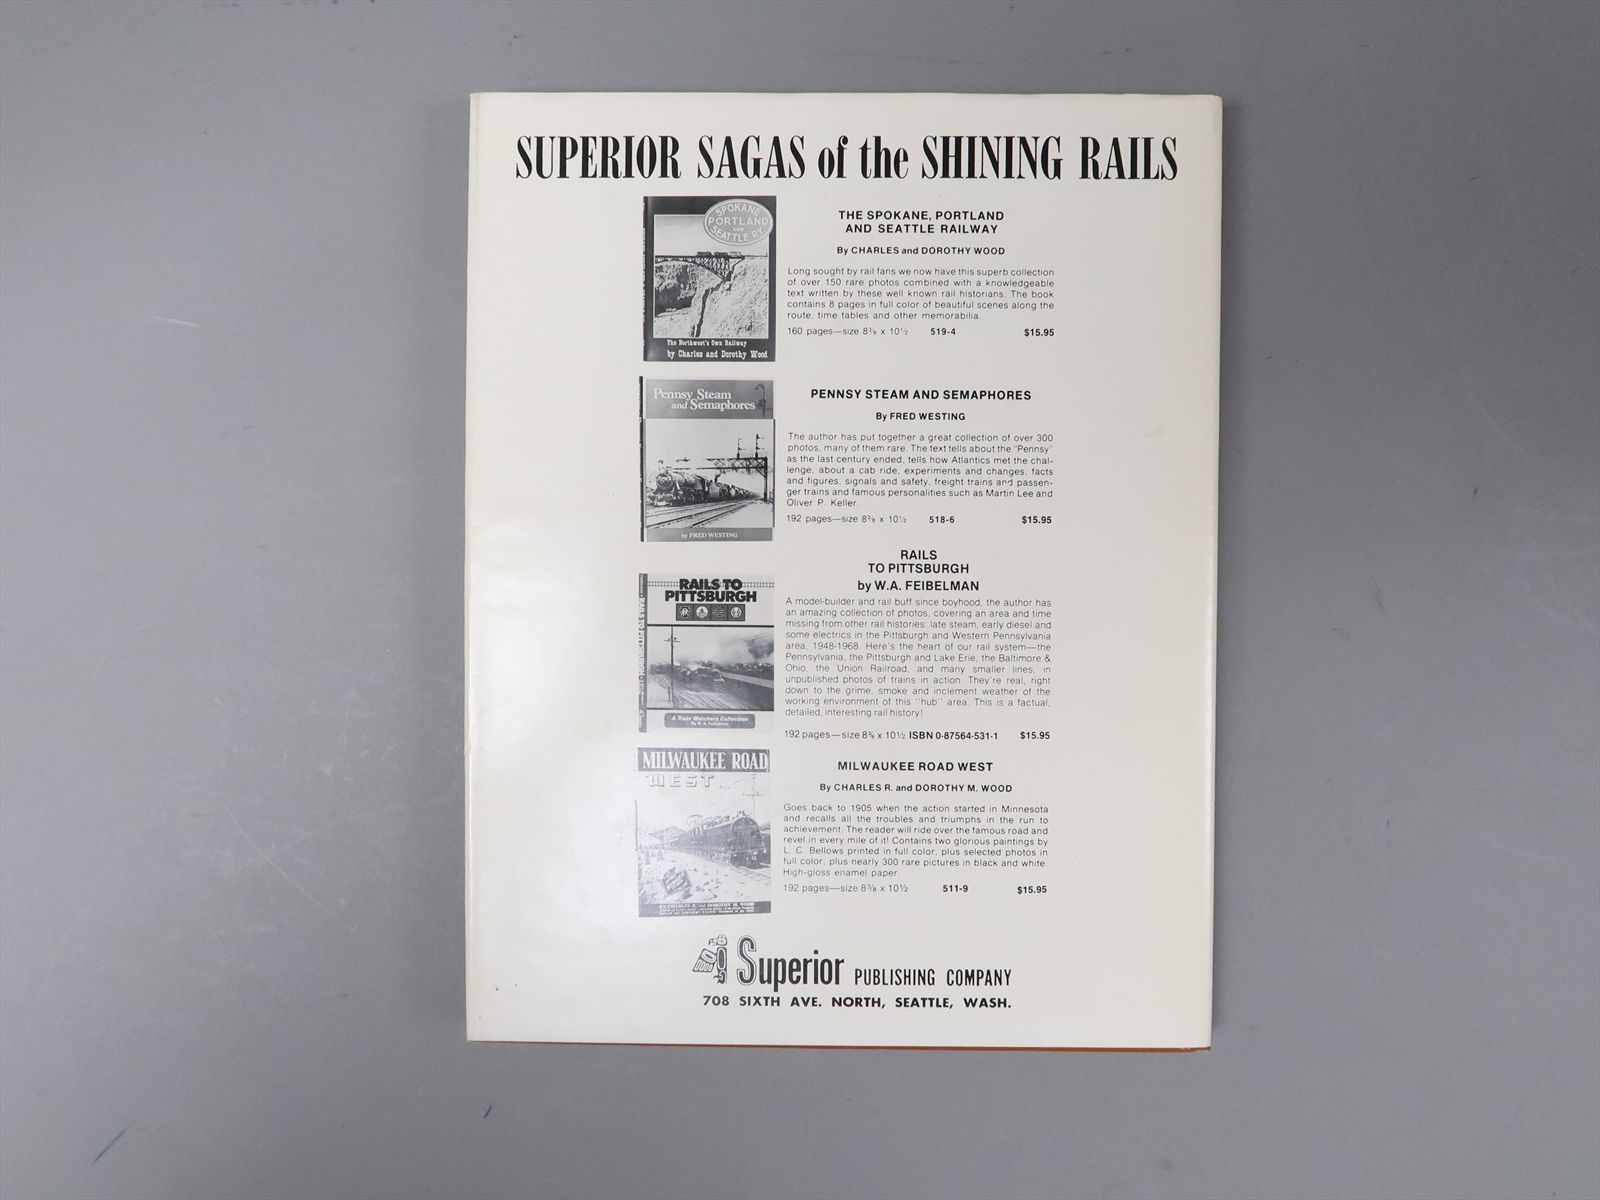 SUPERIOR SAGAS of the SHINING RAILS
SPOKANE
PORTLAND
AND
SEATTLE RY.
The Northwest's Own Railway
by Charles and Dorothy Wood
THE SPOKANE, PORTLAND
AND SEATTLE RAILWAY
By CHARLES and DOROTHY WOOD
Long sought by rail fans we now have this superb collection
of over 150 rare photos combined with a knowledgeable
text written by these well known rail historians. The book
contains 8 pages in full color of beautiful scenes along the
route, time tables and other memorabilia.
160 pages—size 8⅜ x 10½ 519-4 $15.95
Pennsy Steam
and Semaphores
by FRED WESTING
PENNSY STEAM AND SEMAPHORES
By FRED WESTING
The author has put together a great collection of over 300
photos, many of them rare. The text tells about the "Pennsy"
as the last century ended, tells how Atlantics met the chal-
lenge, about a cab ride, experiments and changes, facts
and figures, signals and safety, freight trains and passen-
ger trains and famous personalities such as Martin Lee and
Oliver P. Keller.
192 pages—size 8⅜ x 10½ 518-6 $15.95
RAILS TO
PITTSBURGH
A Train Watchers Collection
By W. A. Feibelman
RAILS
TO PITTSBURGH
by W.A. FEIBELMAN
A model-builder and rail buff since boyhood, the author has
an amazing collection of photos, covering an area and time
missing from other rail histories: late steam, early diesel and
some electrics in the Pittsburgh and Western Pennsylvania
area, 1948-1968. Here's the heart of our rail system—the
Pennsylvania, the Pittsburgh and Lake Erie, the Baltimore &
Ohio, the Union Railroad, and many smaller lines, in
unpublished photos of trains in action. They're real, right
down to the grime, smoke and inclement weather of the
working environment of this "hub" area. This is a factual,
detailed, interesting rail history!
192 pages—size 8⅜ x 10½ ISBN 0-87564-531-1 $15.95
MILWAUKEE ROAD
WEST
BY CHARLES R. and DOROTHY M. WOOD
MILWAUKEE ROAD WEST
By CHARLES R. and DOROTHY M. WOOD
Goes back to 1905 when the action started in Minnesota
and recalls all the troubles and triumphs in the run to
achievement. The reader will ride over the famous road and
revel in every mile of it! Contains two glorious paintings by
L. C. Bellows printed in full color, plus selected photos in
full color, plus nearly 300 rare pictures in black and white.
High-gloss enamel paper.
192 pages—size 8⅜ x 10½ 511-9 $15.95
Superior PUBLISHING COMPANY
708 SIXTH AVE. NORTH, SEATTLE, WASH.